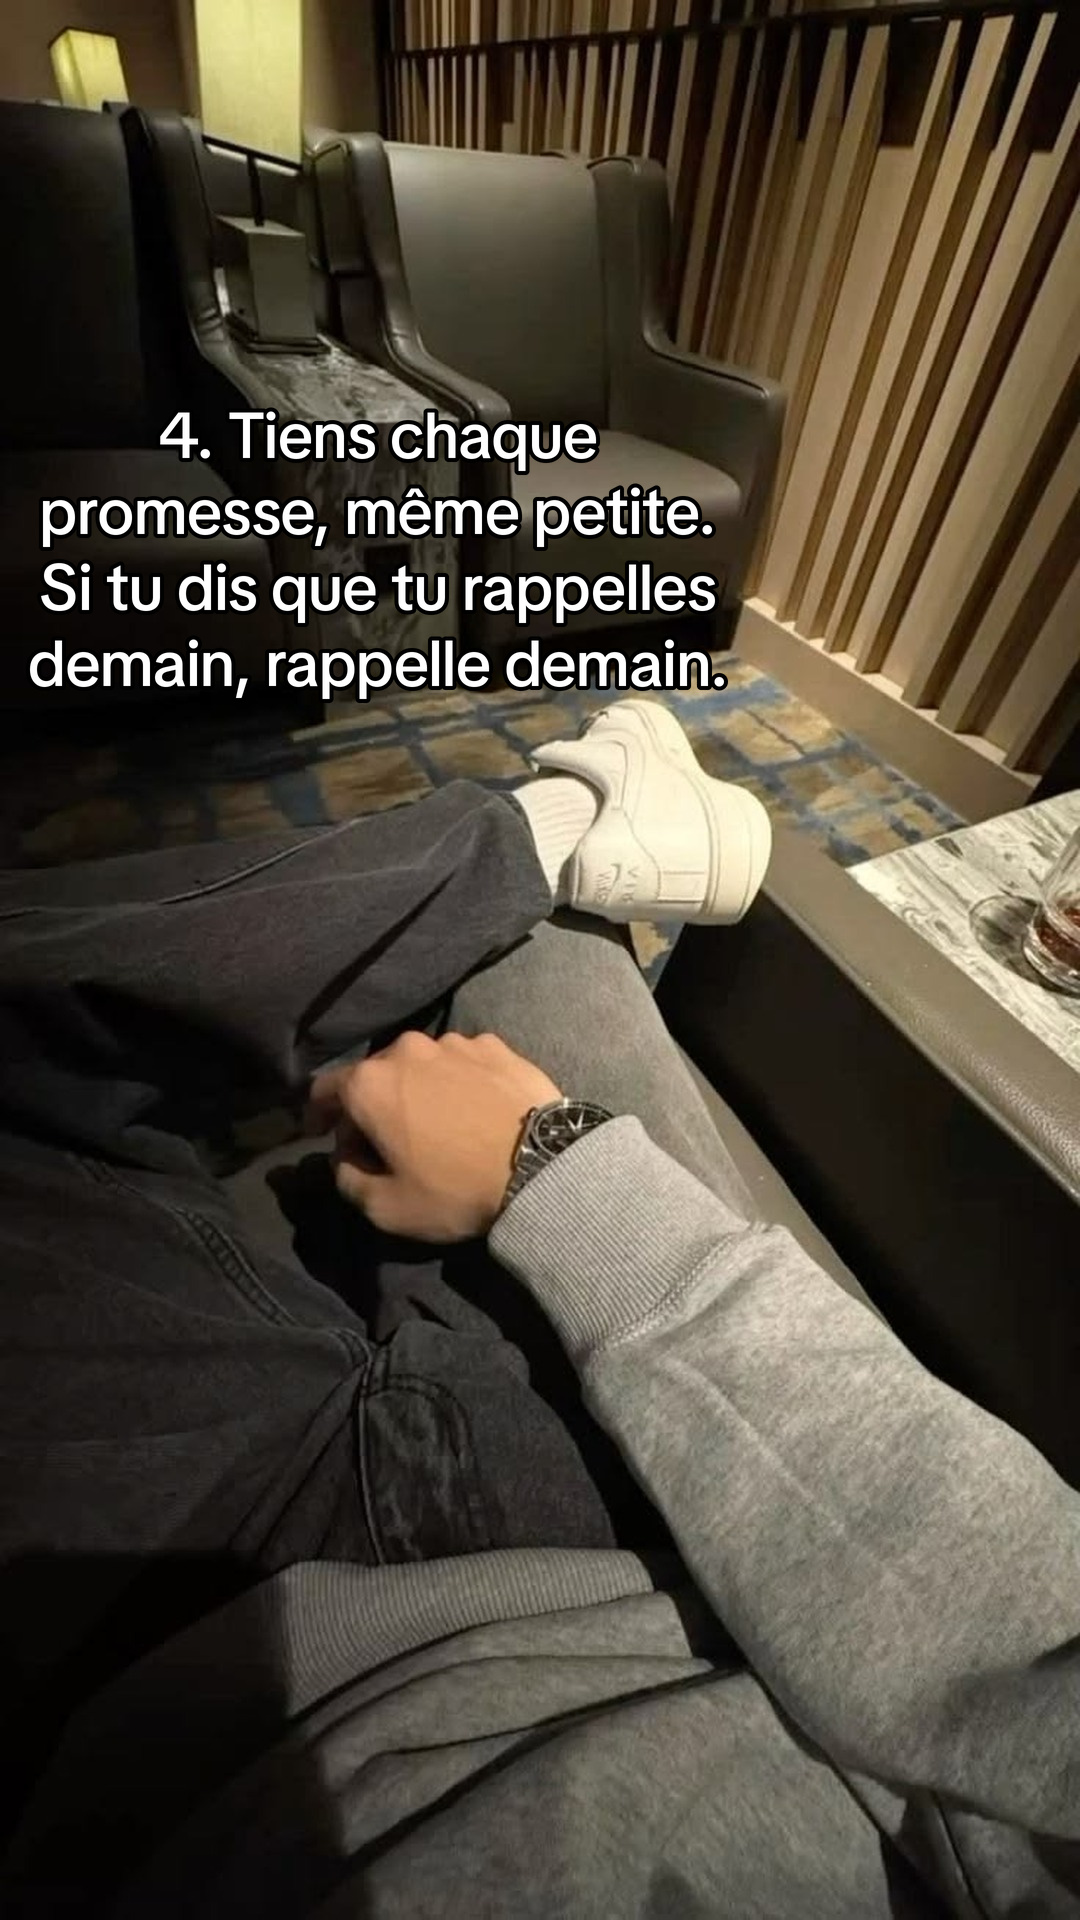 4. Tiens chaque
promesse, même petite.
Si tu dis que tu rappelles
demain, rappelle demain.